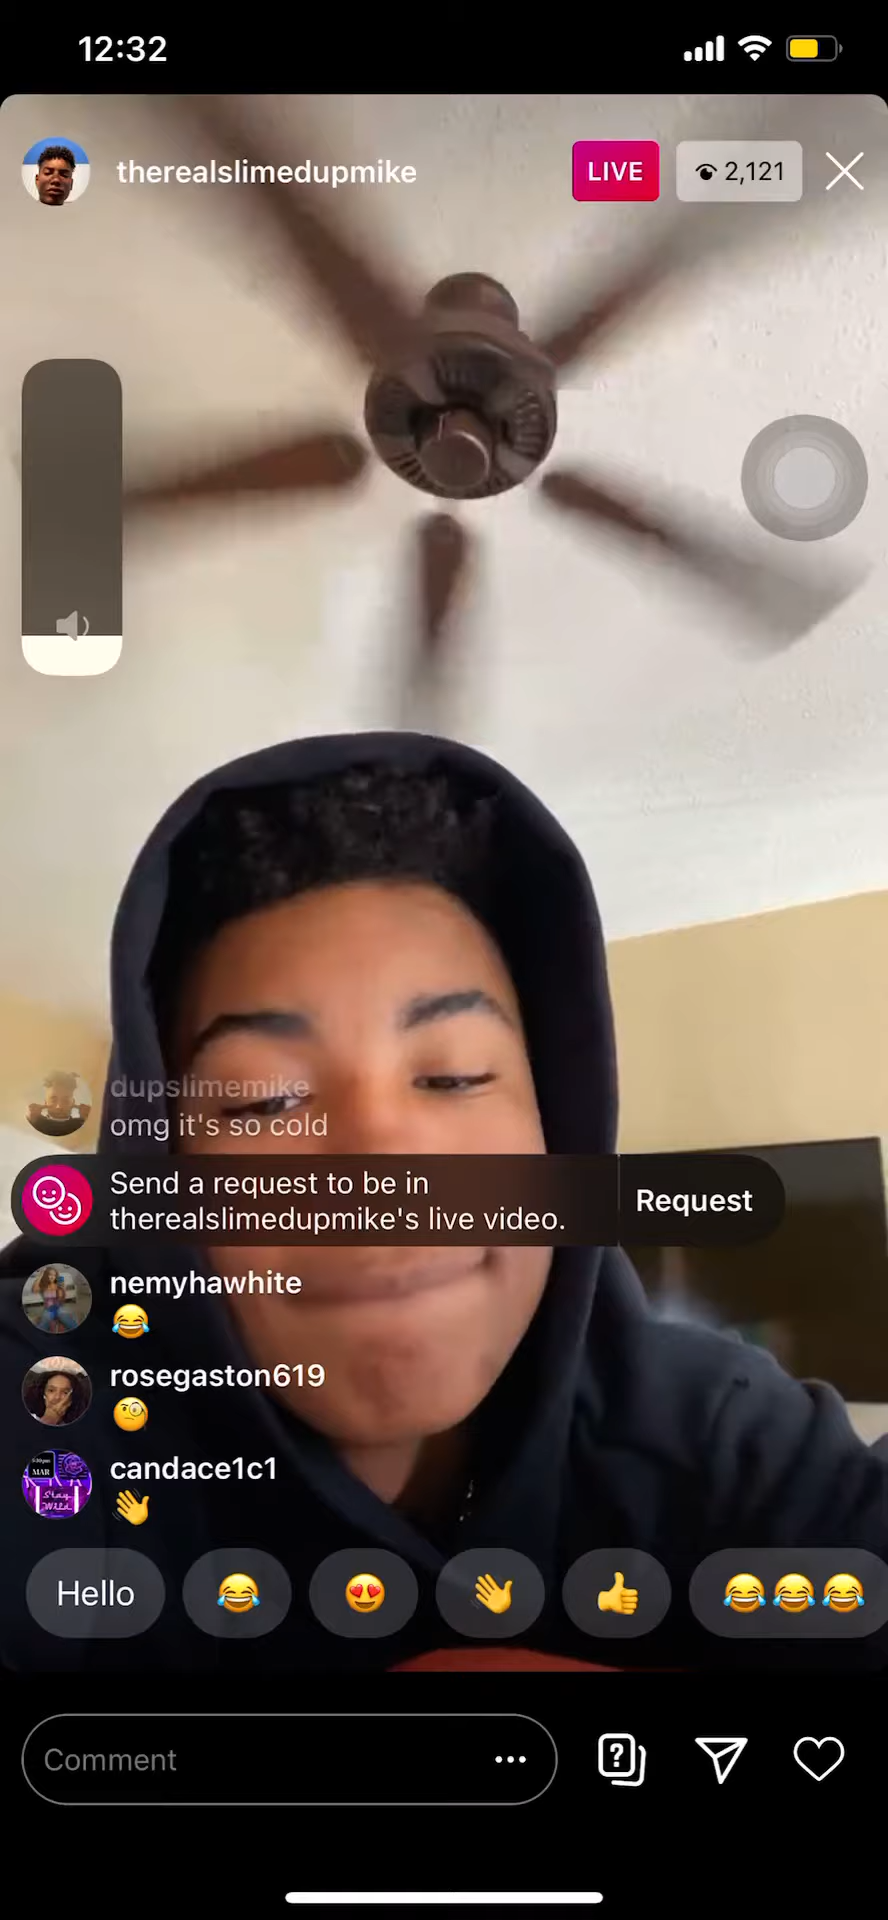 12:32
therealslimedupmike
LIVE
2,121
dupslimemike
omg it's so cold
Send a request to be in
therealslimedupmike's live video.
Request
nemyhawhite
😂
rosegaston619
🧐
candace1c1
👋
Hello 😂 😍 👋 👍 😂😂😂
Comment